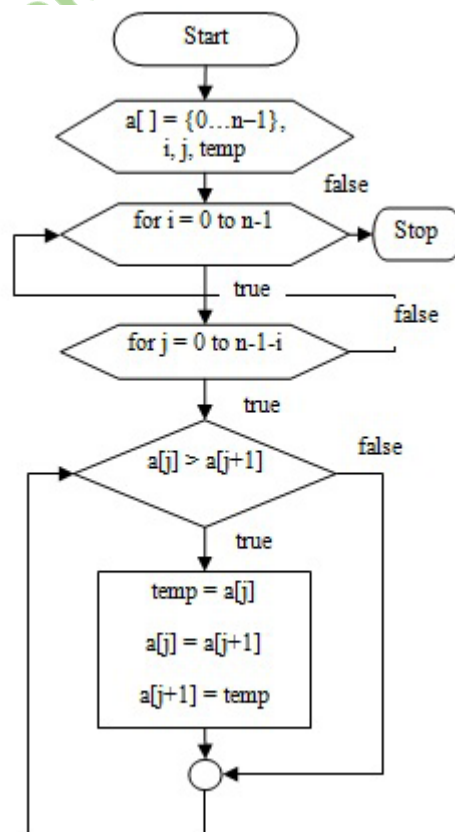 Start
a[ ] = {0…n–1},
i, j, temp
false
for i = 0 to n-1
Stop
true
false
for j = 0 to n-1-i
true
a[j] > a[j+1]
false
true
temp = a[j]
a[j] = a[j+1]
a[j+1] = temp